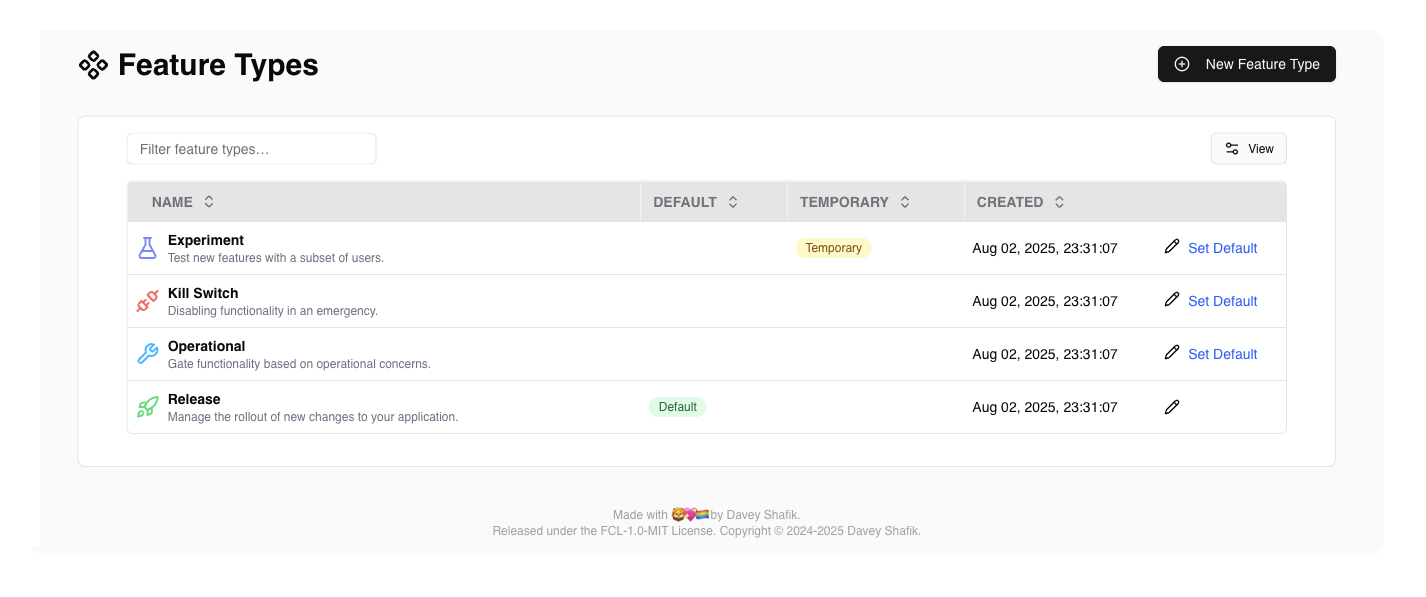 Feature Types
New Feature Type
Filter feature types...
View
NAME DEFAULT TEMPORARY CREATED
Experiment
Test new features with a subset of users.
Temporary
Aug 02, 2025, 23:31:07
Set Default
Kill Switch
Disabling functionality in an emergency.
Aug 02, 2025, 23:31:07
Set Default
Operational
Gate functionality based on operational concerns.
Aug 02, 2025, 23:31:07
Set Default
Release
Manage the rollout of new changes to your application.
Default
Aug 02, 2025, 23:31:07
Made with 🦁💖🏳️‍🌈 by Davey Shafik.
Released under the FCL-1.0-MIT License. Copyright © 2024-2025 Davey Shafik.